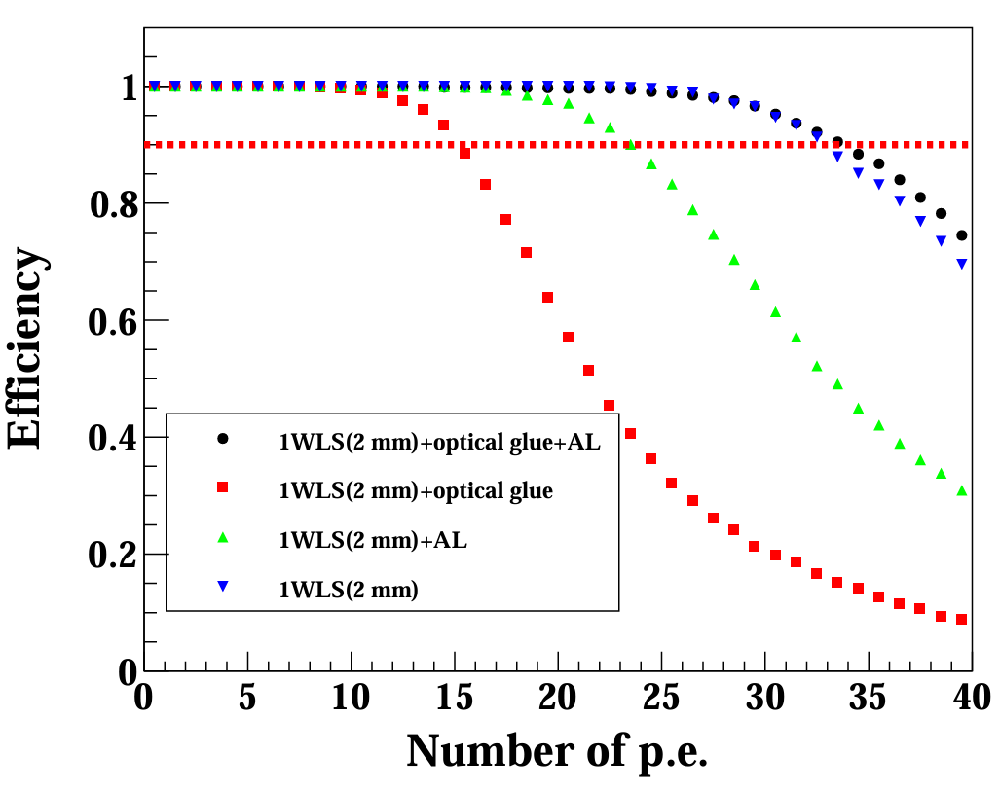 Efficiency
1
0.8
0.6
0.4
0.2
0
1WLS(2 mm)+optical glue+AL
1WLS(2 mm)+optical glue
1WLS(2 mm)+AL
1WLS(2 mm)
0 5 10 15 20 25 30 35 40
Number of p.e.